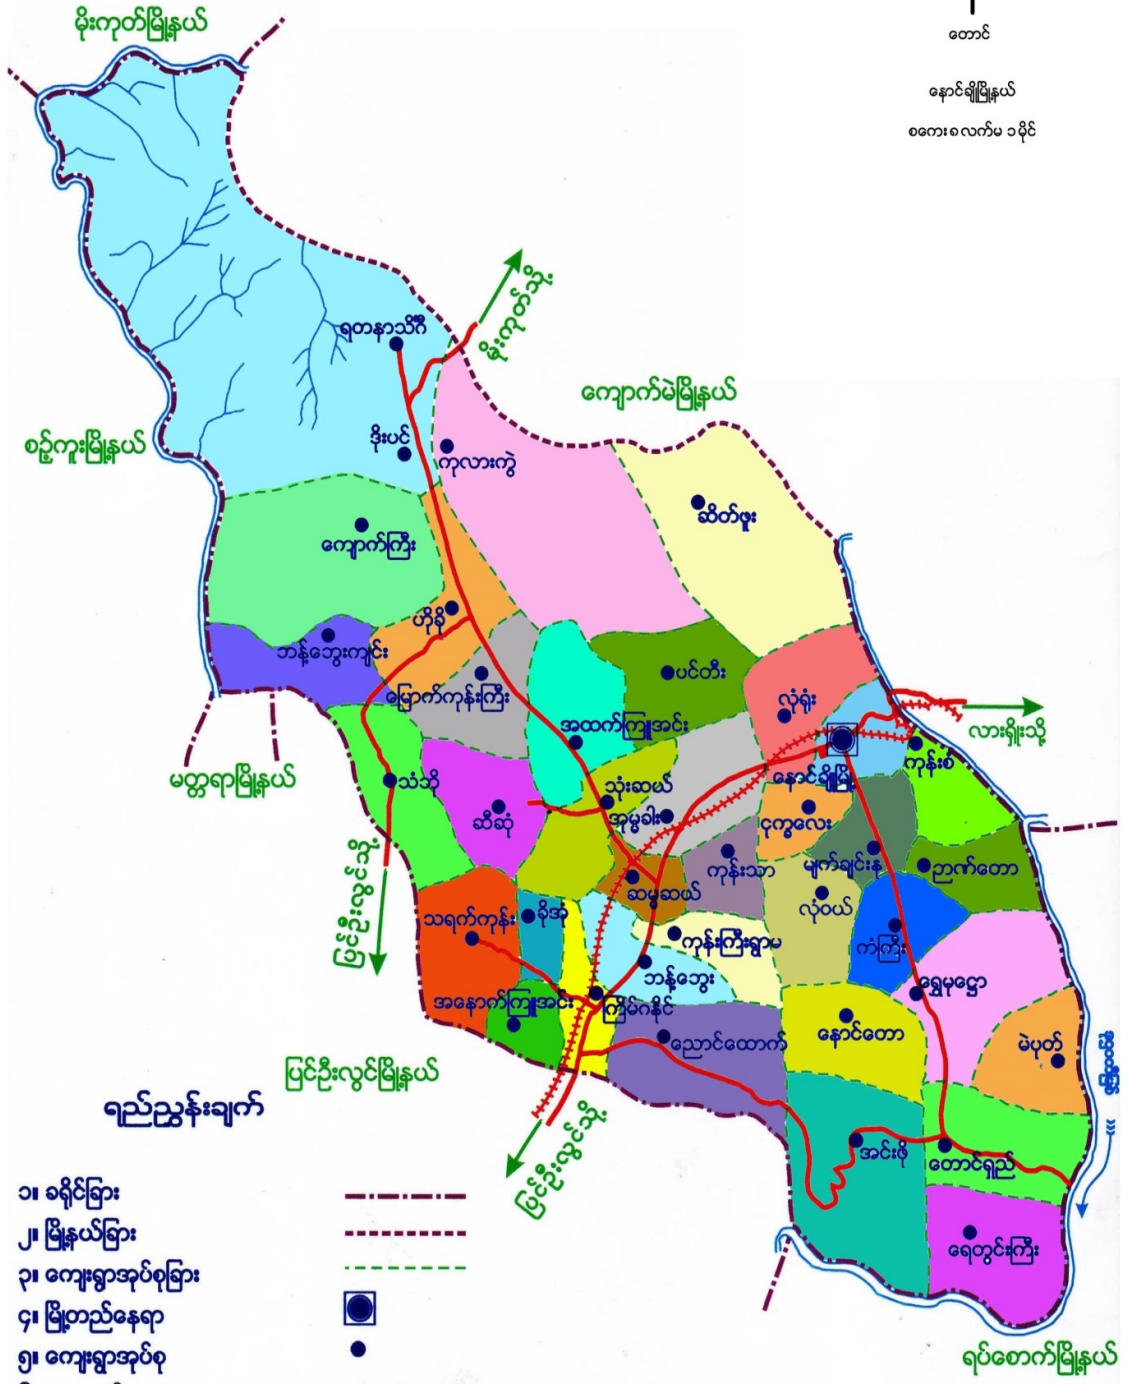 မိုးကုတ်မြို့နယ်
တောင်
နောင်ချိုမြို့နယ်
စကေး ၈ လက်မ ၁ မိုင်
မိုးကုတ်သို့
ရတနာသိင်္ဂီ
ကျောက်မဲမြို့နယ်
စဉ့်ကူးမြို့နယ်
ဒိုးပင်
ကုလားကွဲ
ဆိတ်ဖူး
ကျောက်ကြီး
ဟိုခို
ဘန့်ဘွေးကျင်း
မြောက်ကုန်းကြီး
ပင်တီး
လုံရုံး
လားရှိုးသို့
အထက်ကြူအင်း
ကုန်းစံ
နောင်ချိုမြို့
မတ္တရာမြို့နယ်
သံဘို
သုံးဆယ်
ဆီဆုံ
အုမ္မခါး
ငုက္ခလေး
ကုန်းသာ
မျက်ချင်းနု
ဉာဏ်တော
ဆမ္မဆယ်
လုံဝယ်
ပြင်ဦးလွင်သို့
သရက်ကုန်း
ခိုအုံ
ကုန်းကြီးရွာမ
ကံကြီး
ဘန့်ဘွေး
ရွှေမုဋ္ဌော
အနောက်ကြူအင်း
ကြိမ်ဂနိုင်
နောင်တော
ညောင်ထောက်
မဲပုတ်
ပြင်ဦးလွင်မြို့နယ်
ရည်ညွှန်းချက်
ပြင်ဦးလွင်သို့
အင်းဖို
တောင်ရှည်
ရေတွင်းကြီး
၁။ ခရိုင်ခြား
၂။ မြို့နယ်ခြား
၃။ ကျေးရွာအုပ်စုခြား
၄။ မြို့တည်နေရာ
၅။ ကျေးရွာအုပ်စု
ရပ်စောက်မြို့နယ်